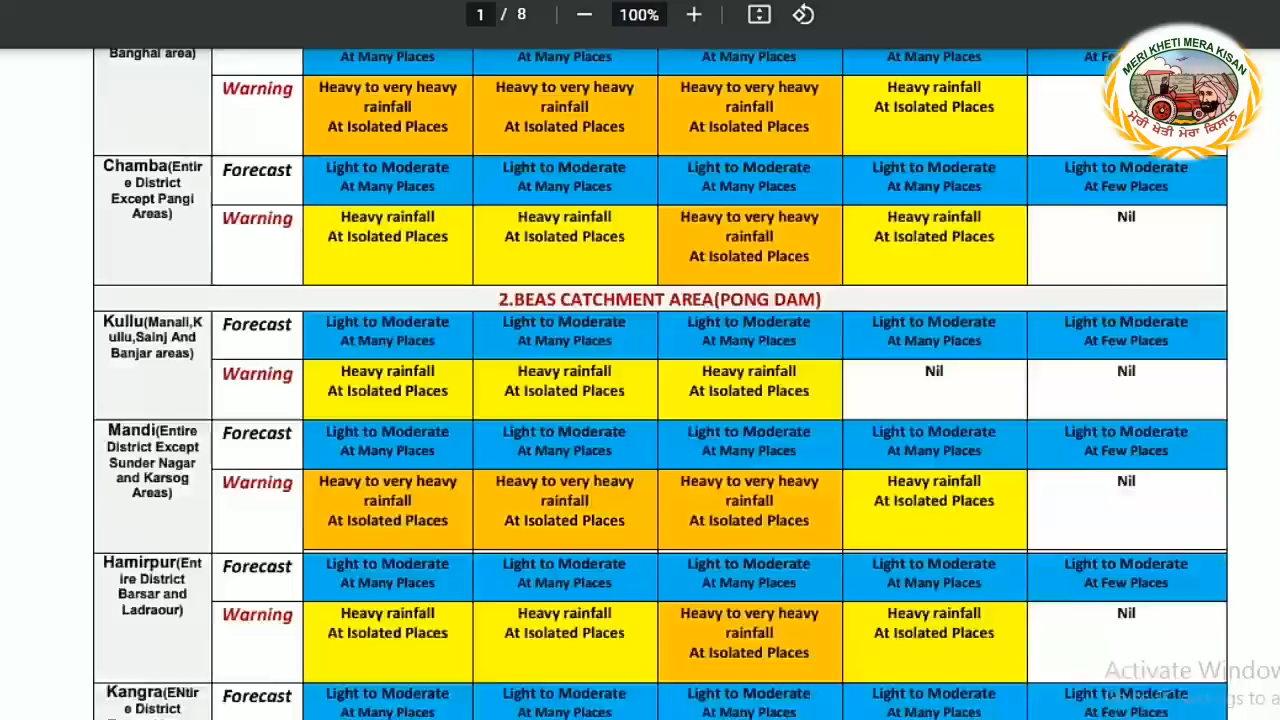 1 / 8 — 100% +
MERI KHETI MERA KISAN
ਮੇਰੀ ਖੇਤੀ ਮੇਰਾ ਕਿਸਾਨ
Banghal area)
At Many Places At Many Places At Many Places At Many Places
Warning Heavy to very heavy rainfall At Isolated Places Heavy to very heavy rainfall At Isolated Places Heavy to very heavy rainfall At Isolated Places Heavy rainfall At Isolated Places
Chamba(Entir
e District
Except Pangi
Areas)
Forecast Light to Moderate Light to Moderate Light to Moderate Light to Moderate Light to Moderate
At Many Places At Many Places At Many Places At Many Places At Few Places
Warning Heavy rainfall Heavy rainfall Heavy to very heavy Heavy rainfall Nil
At Isolated Places At Isolated Places rainfall At Isolated Places
At Isolated Places
2.BEAS CATCHMENT AREA(PONG DAM)
Kullu(Manali,K
ullu,Sainj And
Banjar areas)
Forecast Light to Moderate Light to Moderate Light to Moderate Light to Moderate Light to Moderate
At Many Places At Many Places At Many Places At Many Places At Few Places
Warning Heavy rainfall Heavy rainfall Heavy rainfall Nil Nil
At Isolated Places At Isolated Places At Isolated Places
Mandi(Entire
District Except
Sunder Nagar
and Karsog
Areas)
Forecast Light to Moderate Light to Moderate Light to Moderate Light to Moderate Light to Moderate
At Many Places At Many Places At Many Places At Many Places At Few Places
Warning Heavy to very heavy Heavy to very heavy Heavy to very heavy Heavy rainfall Nil
rainfall rainfall rainfall At Isolated Places
At Isolated Places At Isolated Places At Isolated Places
Hamirpur(Ent
ire District
Barsar and
Ladraour)
Forecast Light to Moderate Light to Moderate Light to Moderate Light to Moderate Light to Moderate
At Many Places At Many Places At Many Places At Many Places At Few Places
Warning Heavy rainfall Heavy rainfall Heavy to very heavy Heavy rainfall Nil
At Isolated Places At Isolated Places rainfall At Isolated Places
At Isolated Places
Kangra(ENtir
e District
Forecast Light to Moderate Light to Moderate Light to Moderate Light to Moderate Light to Moderate
At Many Places At Many Places At Many Places At Many Places At Few Places
Activate Window